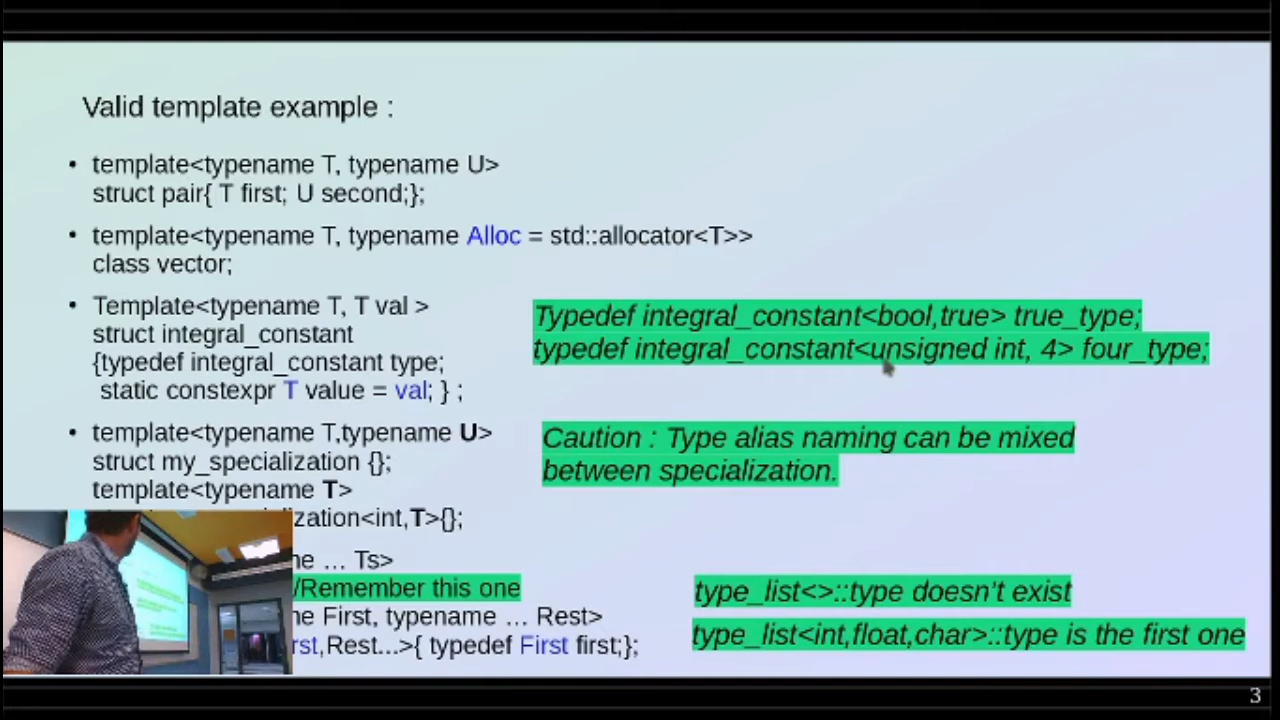 Valid template example :
• template<typename T, typename U>
struct pair{ T first; U second;};
• template<typename T, typename Alloc = std::allocator<T>>
class vector;
• Template<typename T, T val >
struct integral_constant
{typedef integral_constant type;
static constexpr T value = val; } ;
Typedef integral_constant<bool,true> true_type;
typedef integral_constant<unsigned int, 4> four_type;
• template<typename T,typename U>
struct my_specialization {};
template<typename T>
ization<int,T>{};
Caution : Type alias naming can be mixed
between specialization.
ne … Ts>
/Remember this one
ne First, typename … Rest>
rst,Rest...>{ typedef First first;};
type_list<>::type doesn’t exist
type_list<int,float,char>::type is the first one
3